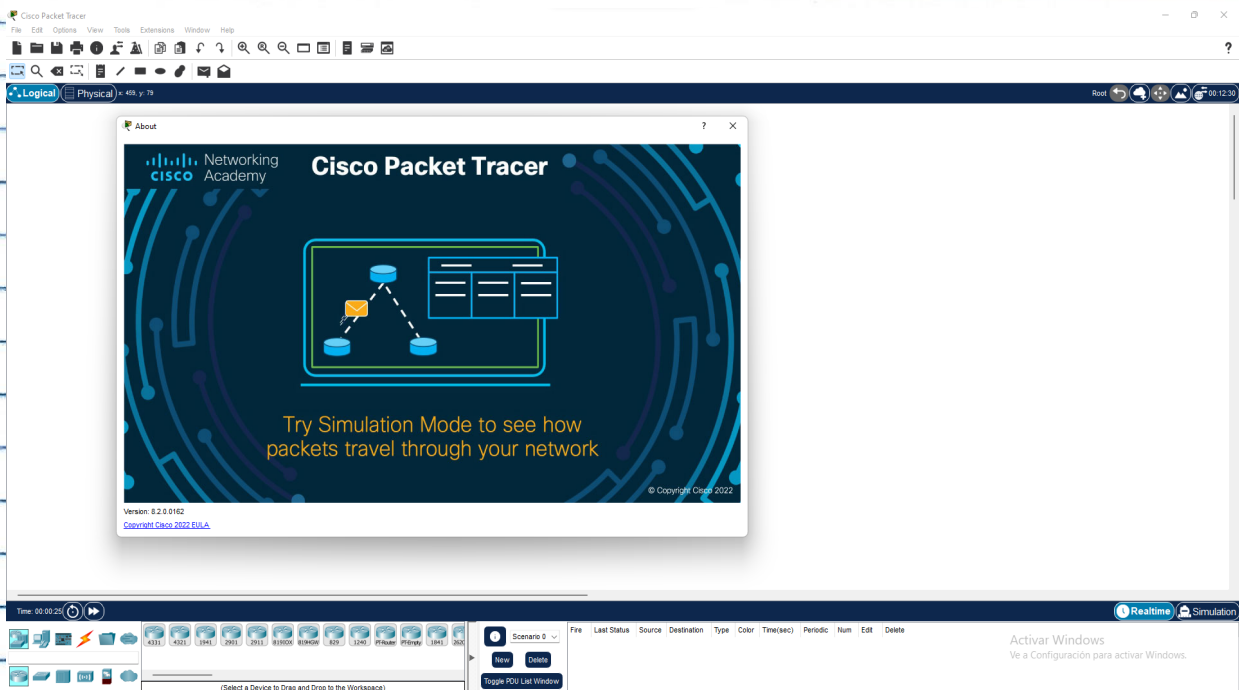 Cisco Packet Tracer
File Edit Options View Tools Extensions Window Help
?
Logical Physical x: 459, y: 79 Root 00:12:30
About ? ×
Networking Academy
CISCO
Cisco Packet Tracer
Try Simulation Mode to see how
packets travel through your network
© Copyright Cisco 2022
Version: 8.2.0.0162
Copyright Cisco 2022 EULA
Time: 00:00:25 Realtime Simulation
4331 4321 1941 2901 2911 819IOX 819HGW 829 1240 PT-Router PT-Empty 1841 262
Scenario 0
New Delete
Toggle PDU List Window
Fire Last Status Source Destination Type Color Time(sec) Periodic Num Edit Delete
(Select a Device to Drag and Drop to the Workspace)
Activar Windows
Ve a Configuración para activar Windows.